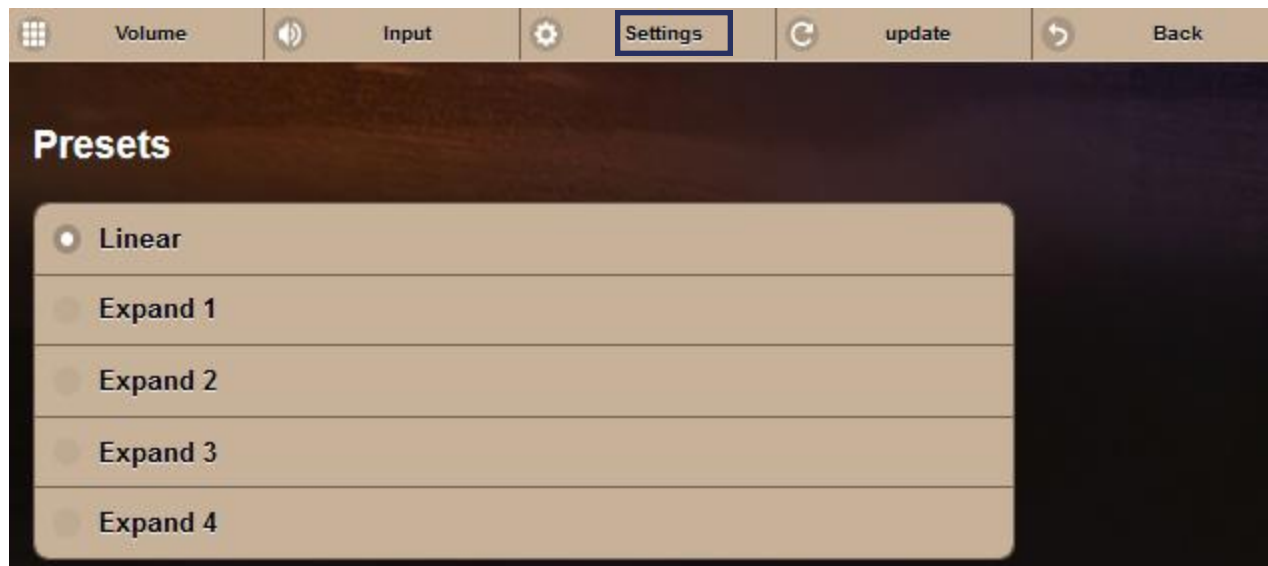 Volume Input Settings update Back
Presets
Linear
Expand 1
Expand 2
Expand 3
Expand 4